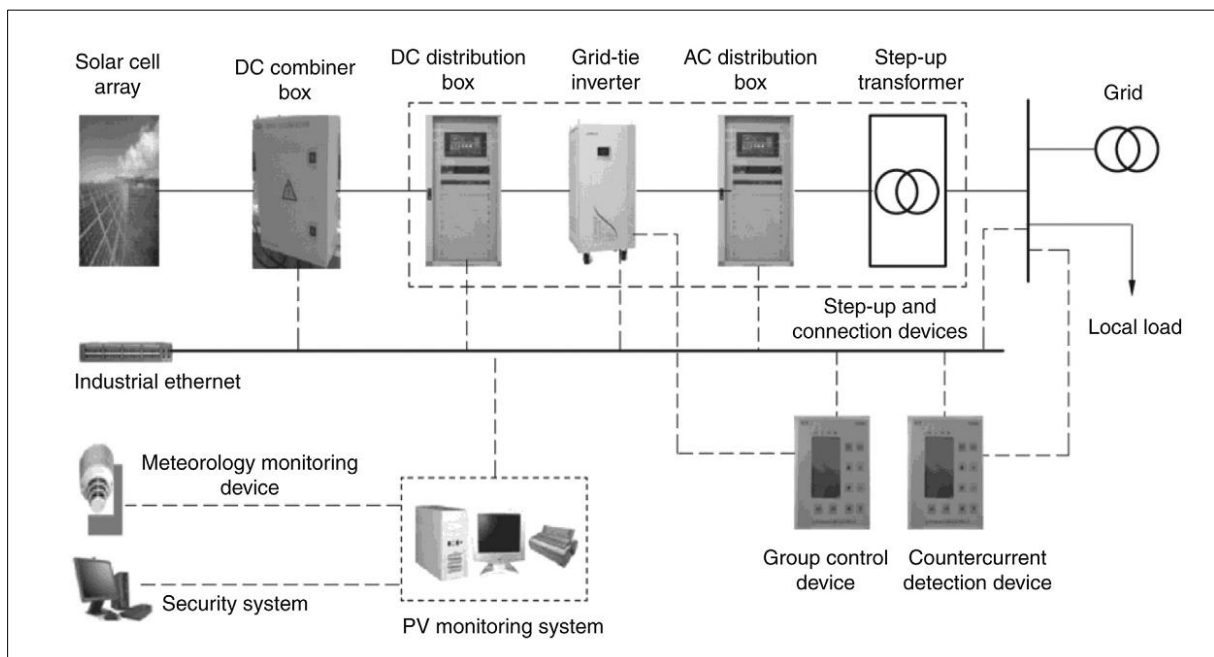 Solar cell
array
DC combiner
box
DC distribution
box
Grid-tie
inverter
AC distribution
box
Step-up
transformer
Grid
Step-up and
connection devices
Local load
Industrial ethernet
Meteorology monitoring
device
Security system
PV monitoring system
Group control
device
Countercurrent
detection device